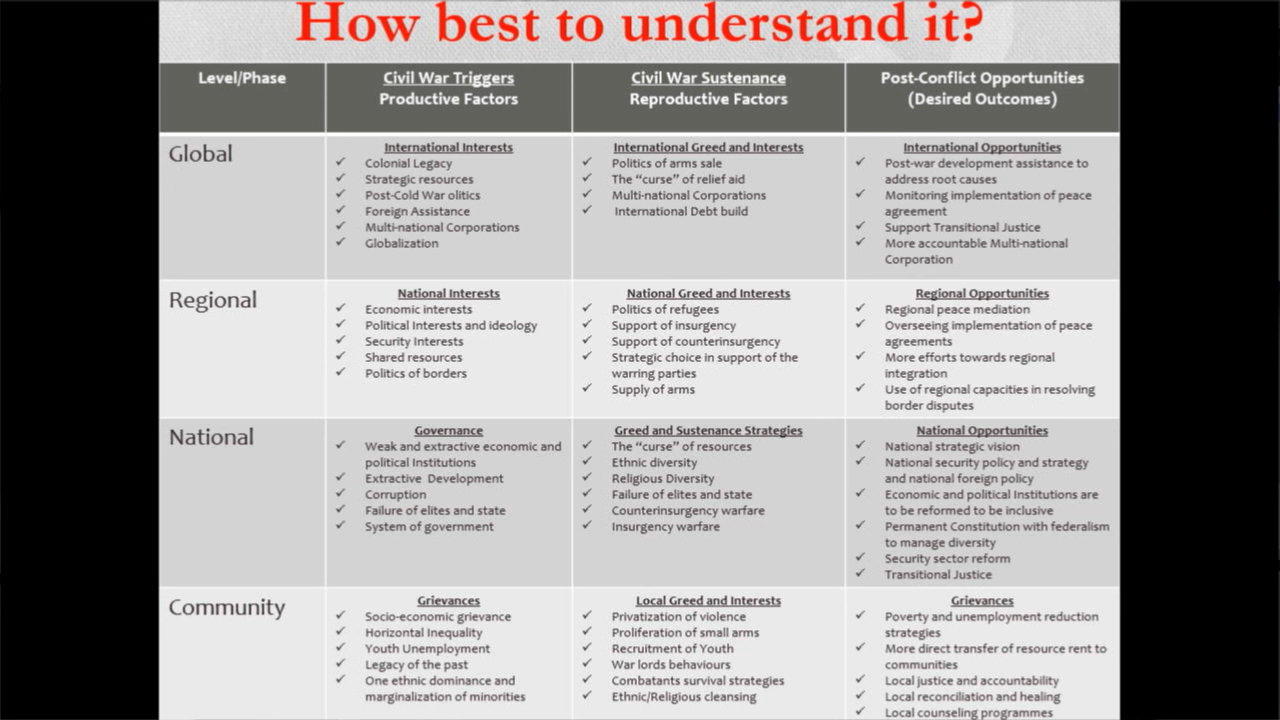 How best to understand it?
Level/Phase
Civil War Triggers
Productive Factors
Civil War Sustenance
Reproductive Factors
Post-Conflict Opportunities
(Desired Outcomes)
Global
International Interests
✓ Colonial Legacy
✓ Strategic resources
✓ Post-Cold War olitics
✓ Foreign Assistance
✓ Multi-national Corporations
✓ Globalization
International Greed and Interests
✓ Politics of arms sale
✓ The “curse” of relief aid
✓ Multi-national Corporations
✓ International Debt build
International Opportunities
✓ Post-war development assistance to
address root causes
✓ Monitoring implementation of peace
agreement
✓ Support Transitional Justice
✓ More accountable Multi-national
Corporation
Regional
National Interests
✓ Economic interests
✓ Political Interests and ideology
✓ Security Interests
✓ Shared resources
✓ Politics of borders
National Greed and Interests
✓ Politics of refugees
✓ Support of insurgency
✓ Support of counterinsurgency
✓ Strategic choice in support of the
warring parties
✓ Supply of arms
Regional Opportunities
✓ Regional peace mediation
✓ Overseeing implementation of peace
agreements
✓ More efforts towards regional
integration
✓ Use of regional capacities in resolving
border disputes
National
Governance
✓ Weak and extractive economic and
political Institutions
✓ Extractive Development
✓ Corruption
✓ Failure of elites and state
✓ System of government
Greed and Sustenance Strategies
✓ The “curse” of resources
✓ Ethnic diversity
✓ Religious Diversity
✓ Failure of elites and state
✓ Counterinsurgency warfare
✓ Insurgency warfare
National Opportunities
✓ National strategic vision
✓ National security policy and strategy
and national foreign policy
✓ Economic and political Institutions are
to be reformed to be inclusive
✓ Permanent Constitution with federalism
to manage diversity
✓ Security sector reform
✓ Transitional Justice
Community
Grievances
✓ Socio-economic grievance
✓ Horizontal Inequality
✓ Youth Unemployment
✓ Legacy of the past
✓ One ethnic dominance and
marginalization of minorities
Local Greed and Interests
✓ Privatization of violence
✓ Proliferation of small arms
✓ Recruitment of Youth
✓ War lords behaviours
✓ Combatants survival strategies
✓ Ethnic/Religious cleansing
Grievances
✓ Poverty and unemployment reduction
strategies
✓ More direct transfer of resource rent to
communities
✓ Local justice and accountability
✓ Local reconciliation and healing
✓ Local counseling programmes